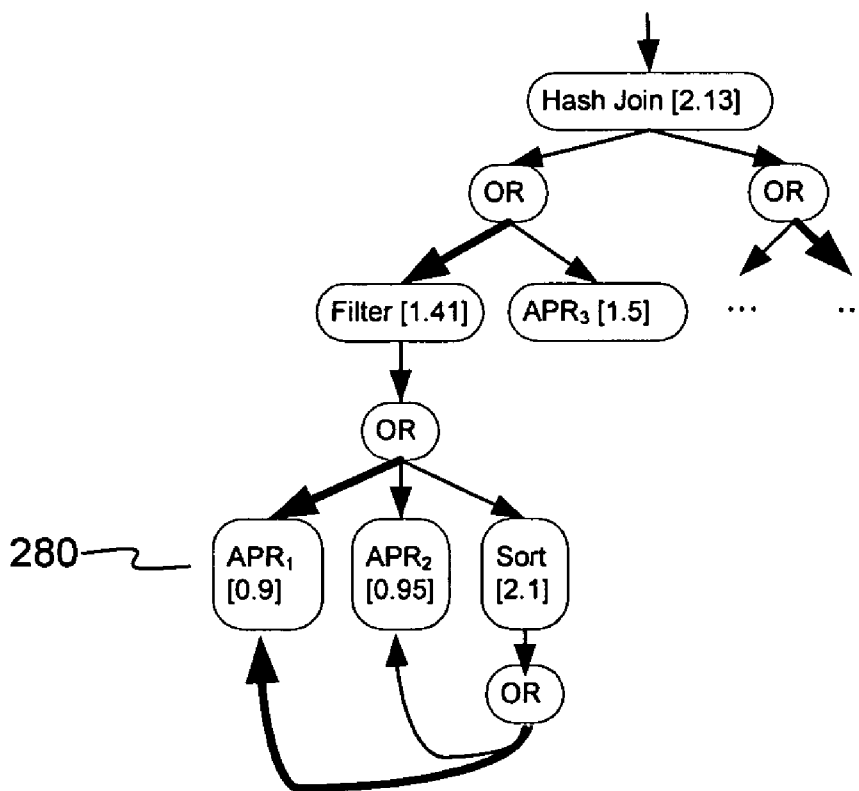 Hash Join [2.13]
OR
OR
Filter [1.41]
APR₃ [1.5]
...
..
OR
280
APR₁
[0.9]
APR₂
[0.95]
Sort
[2.1]
OR